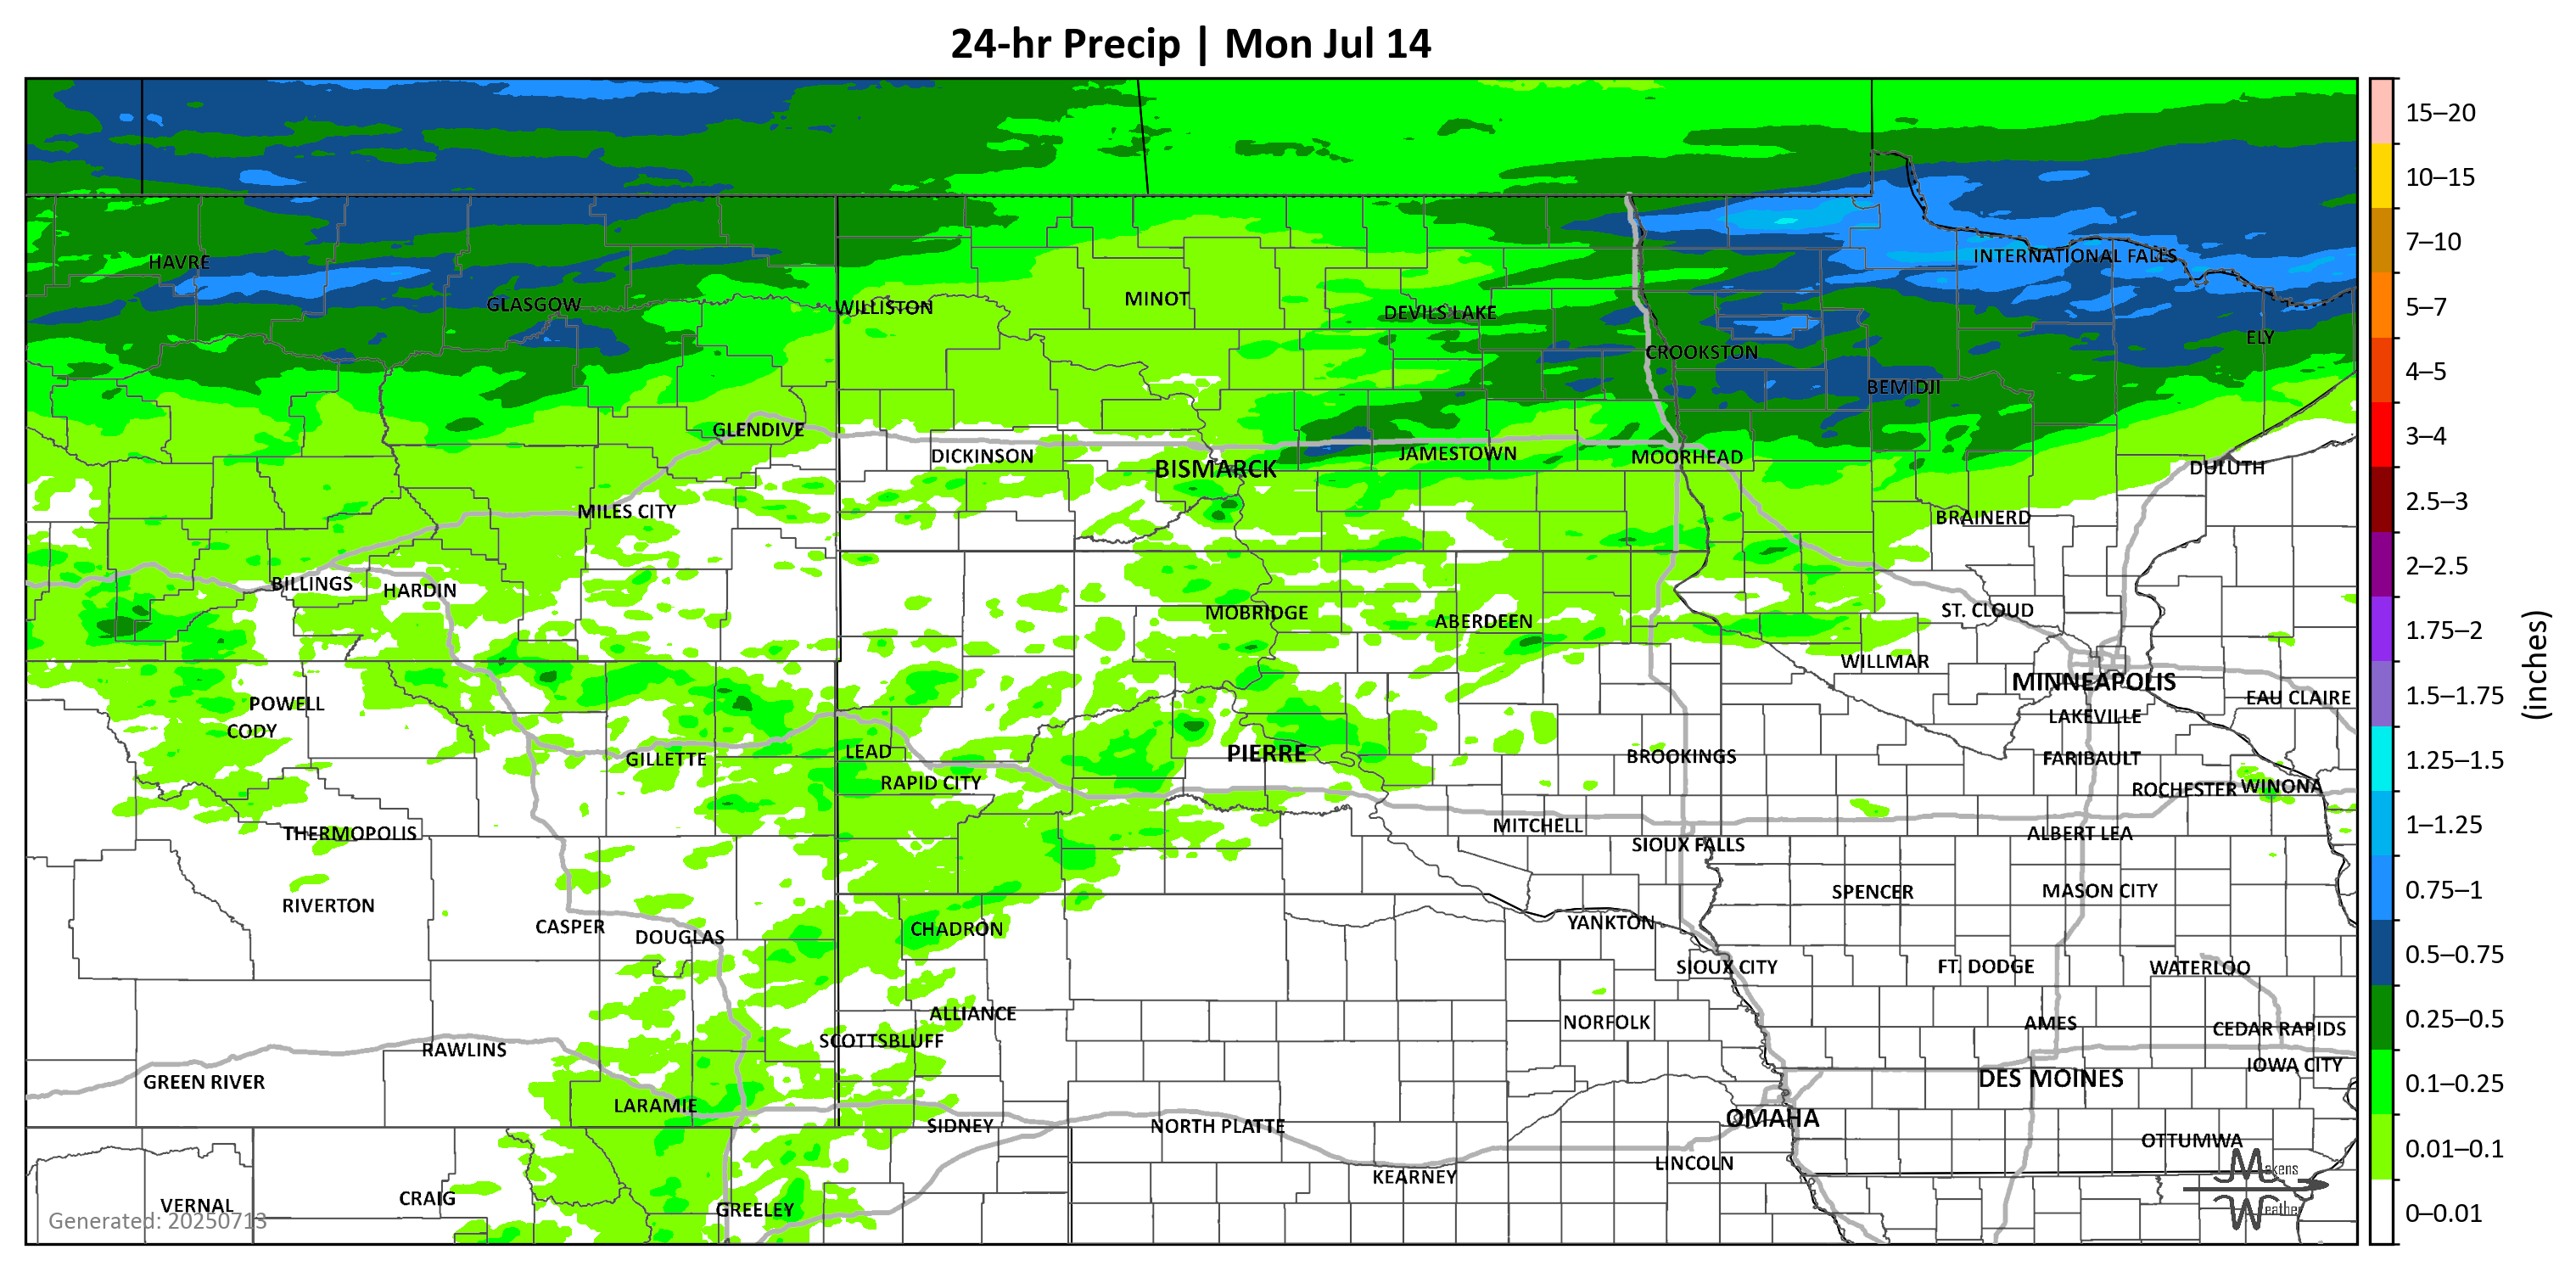 24-hr Precip | Mon Jul 14
15–20
10–15
7–10
5–7
4–5
3–4
2.5–3
2–2.5
1.75–2
1.5–1.75
1.25–1.5
1–1.25
0.75–1
0.5–0.75
0.25–0.5
0.1–0.25
0.01–0.1
0–0.01
(inches)
HAVRE
INTERNATIONAL FALLS
GLASGOW
WILLISTON
MINOT
DEVILS LAKE
ELY
CROOKSTON
BEMIDJI
GLENDIVE
DICKINSON
BISMARCK
JAMESTOWN
MOORHEAD
DULUTH
MILES CITY
BRAINERD
BILLINGS
HARDIN
MOBRIDGE
ABERDEEN
ST. CLOUD
WILLMAR
MINNEAPOLIS
POWELL
EAU CLAIRE
CODY
LAKEVILLE
GILLETTE
LEAD
PIERRE
BROOKINGS
FARIBAULT
RAPID CITY
ROCHESTER
WINONA
THERMOPOLIS
MITCHELL
SIOUX FALLS
ALBERT LEA
SPENCER
MASON CITY
RIVERTON
CASPER
DOUGLAS
CHADRON
YANKTON
SIOUX CITY
FT. DODGE
WATERLOO
ALLIANCE
NORFOLK
AMES
CEDAR RAPIDS
SCOTTSBLUFF
RAWLINS
IOWA CITY
GREEN RIVER
DES MOINES
LARAMIE
SIDNEY
NORTH PLATTE
OMAHA
OTTUMWA
LINCOLN
KEARNEY
VERNAL
CRAIG
GREELEY
Generated: 20250713
Makens
Weather